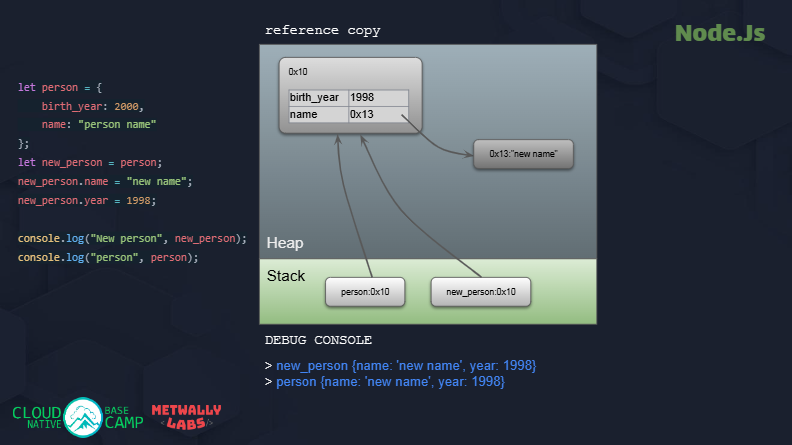 reference copy
Node.Js
let person = {
    birth_year: 2000,
    name: "person name"
};
let new_person = person;
new_person.name = "new name";
new_person.year = 1998;
console.log("New person", new_person);
console.log("person", person);
0x10
birth_year 1998
name 0x13
0x13:"new name"
Heap
Stack
person:0x10
new_person:0x10
DEBUG CONSOLE
> new_person {name: 'new name', year: 1998}
> person {name: 'new name', year: 1998}
CLOUD NATIVE
BASE CAMP
METWALLY
LABS